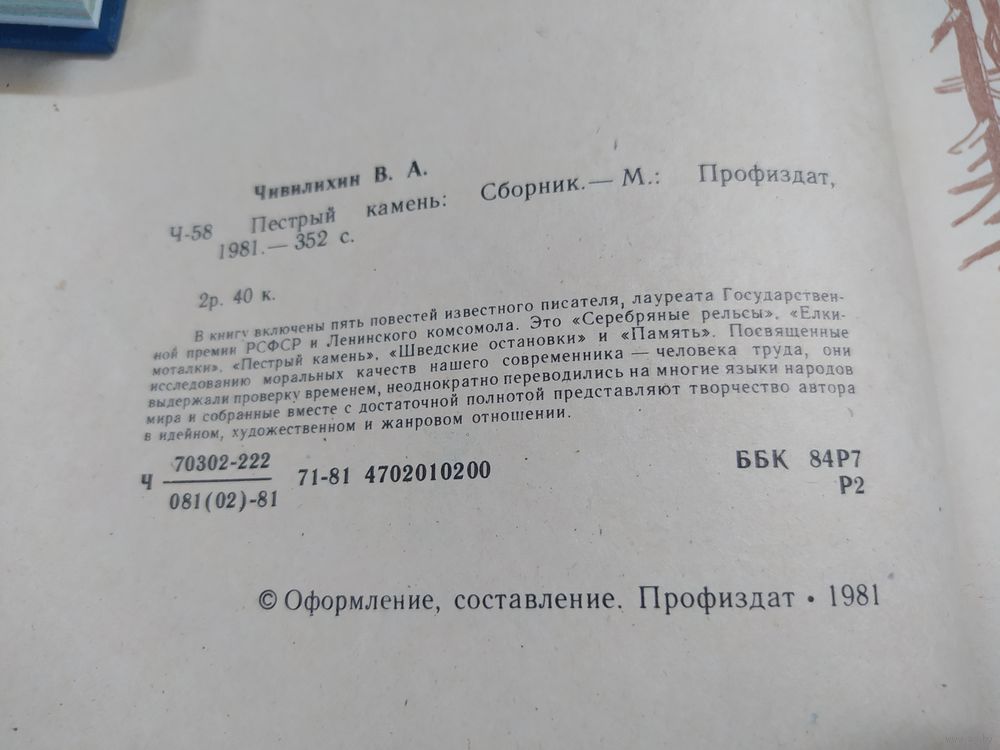 Чивилихин В. А.
Ч-58 Пестрый камень: Сборник.— М.: Профиздат,
1981.— 352 с.
2р. 40 к.
В книгу включены пять повестей известного писателя, лауреата Государствен-
ной премии РСФСР и Ленинского комсомола. Это «Серебряные рельсы», «Елки-
моталки», «Пестрый камень», «Шведские остановки» и «Память». Посвященные
исследованию моральных качеств нашего современника — человека труда, они
выдержали проверку временем, неоднократно переводились на многие языки народов
мира и собранные вместе с достаточной полнотой представляют творчество автора
в идейном, художественном и жанровом отношении.
Ч 70302-222
081(02)-81 71-81 4702010200
ББК 84Р7
Р2
© Оформление, составление. Профиздат • 1981